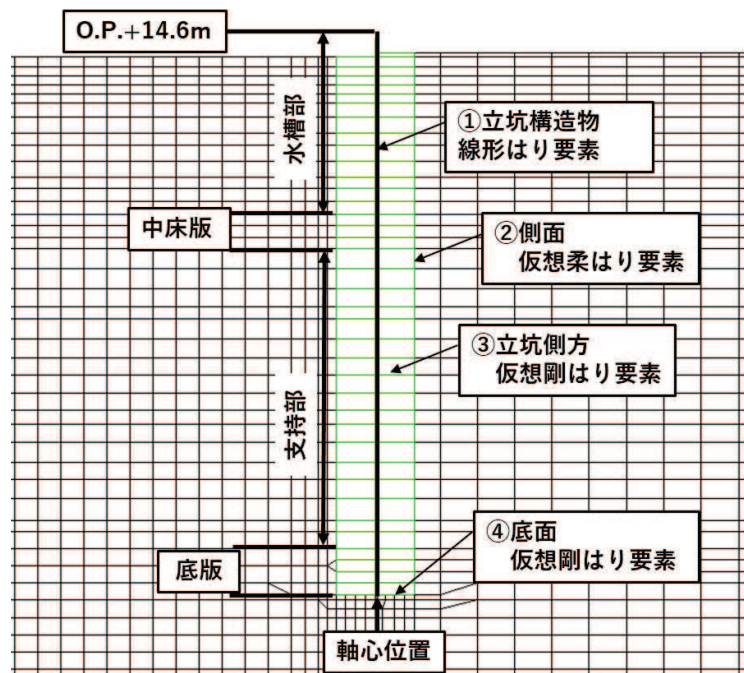 O.P.+14.6m
水槽部
①立坑構造物
線形はり要素
中床版
②側面
仮想柔はり要素
③立坑側方
仮想剛はり要素
支持部
④底面
仮想剛はり要素
底版
軸心位置